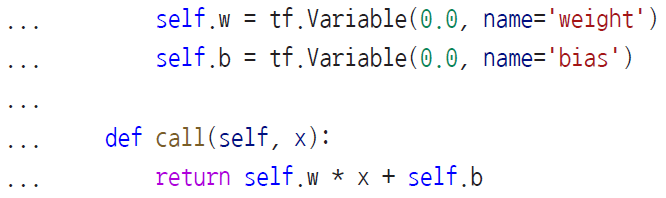 ...         self.w = tf.Variable(0.0, name='weight')
...         self.b = tf.Variable(0.0, name='bias')
...
...     def call(self, x):
...         return self.w * x + self.b